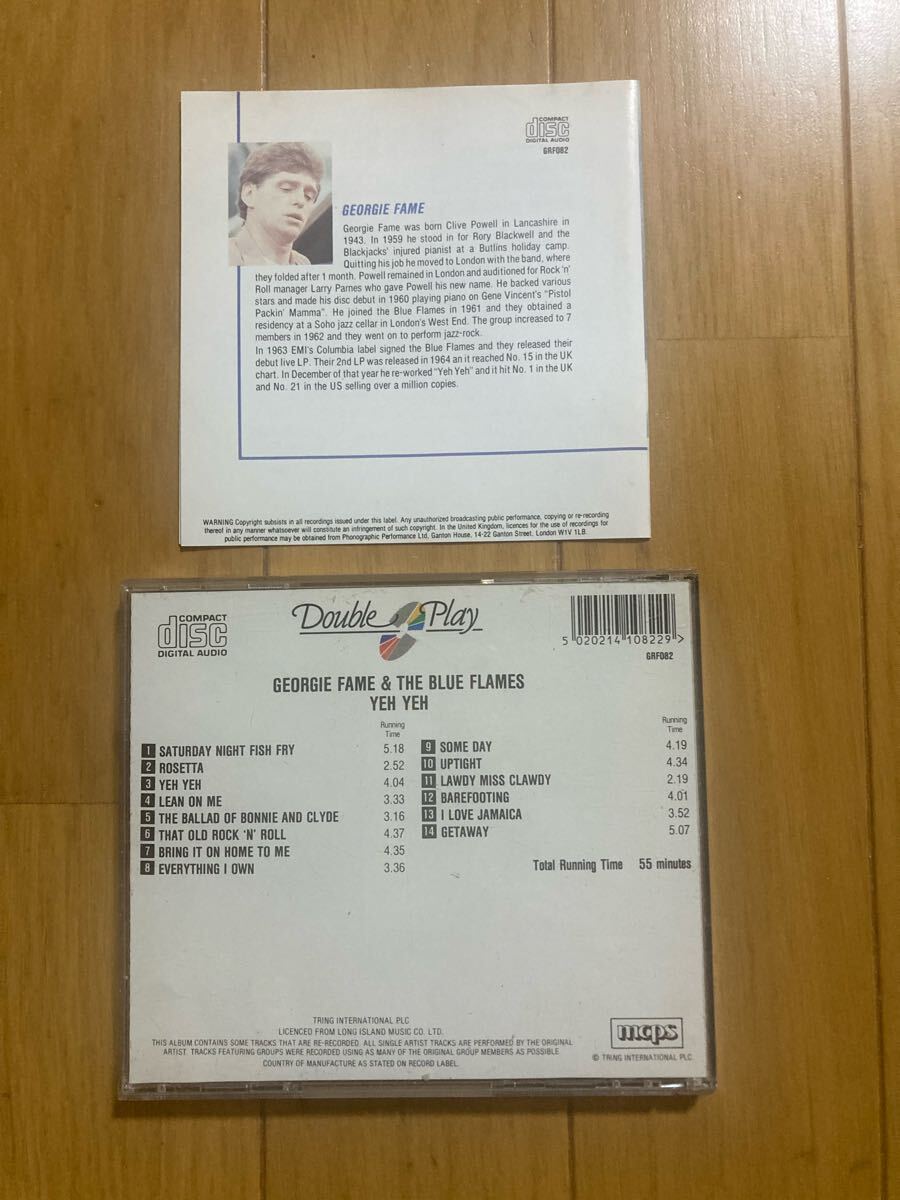 COMPACT
disc
DIGITAL AUDIO
GRF082
GEORGIE FAME
Georgie Fame was born Clive Powell in Lancashire in
1943. In 1959 he stood in for Rory Blackwell and the
Blackjacks' injured pianist at a Butlins holiday camp.
Quitting his job he moved to London with the band, where
they folded after 1 month. Powell remained in London and auditioned for Rock 'n'
Roll manager Larry Parnes who gave Powell his new name. He backed various
stars and made his disc debut in 1960 playing piano on Gene Vincent's "Pistol
Packin' Mamma". He joined the Blue Flames in 1961 and they obtained a
residency at a Soho jazz cellar in London's West End. The group increased to 7
members in 1962 and they went on to perform jazz-rock.
In 1963 EMI's Columbia label signed the Blue Flames and they released their
debut live LP. Their 2nd LP was released in 1964 an it reached No. 15 in the UK
chart. In December of that year he re-worked "Yeh Yeh" and it hit No. 1 in the UK
and No. 21 in the US selling over a million copies.
WARNING Copyright subsists in all recordings issued under this label. Any unauthorized broadcasting public performance, copying or re-recording
thereof in any manner whatsoever will constitute an infringement of such copyright. In the United Kingdom, licences for the use of recordings for
public performance may be obtained from Phonographic Performance Ltd, Ganton House, 14-22 Ganton Street, London W1V 1LB.
COMPACT
disc
DIGITAL AUDIO
Double Play
5 020214 108229 >
GRF082
GEORGIE FAME & THE BLUE FLAMES
YEH YEH
Running
Time
1 SATURDAY NIGHT FISH FRY 5.18
2 ROSETTA 2.52
3 YEH YEH 4.04
4 LEAN ON ME 3.33
5 THE BALLAD OF BONNIE AND CLYDE 3.16
6 THAT OLD ROCK 'N' ROLL 4.37
7 BRING IT ON HOME TO ME 4.35
8 EVERYTHING I OWN 3.36
Running
Time
9 SOME DAY 4.19
10 UPTIGHT 4.34
11 LAWDY MISS CLAWDY 2.19
12 BAREFOOTING 4.01
13 I LOVE JAMAICA 3.52
14 GETAWAY 5.07
Total Running Time 55 minutes
TRING INTERNATIONAL PLC
LICENCED FROM LONG ISLAND MUSIC CO. LTD.
THIS ALBUM CONTAINS SOME TRACKS THAT ARE RE-RECORDED. ALL SINGLE ARTIST TRACKS ARE PERFORMED BY THE ORIGINAL
ARTIST. TRACKS FEATURING GROUPS WERE RECORDED USING AS MANY OF THE ORIGINAL GROUP MEMBERS AS POSSIBLE.
COUNTRY OF MANUFACTURE AS STATED ON RECORD LABEL.
mcps
© TRING INTERNATIONAL PLC.